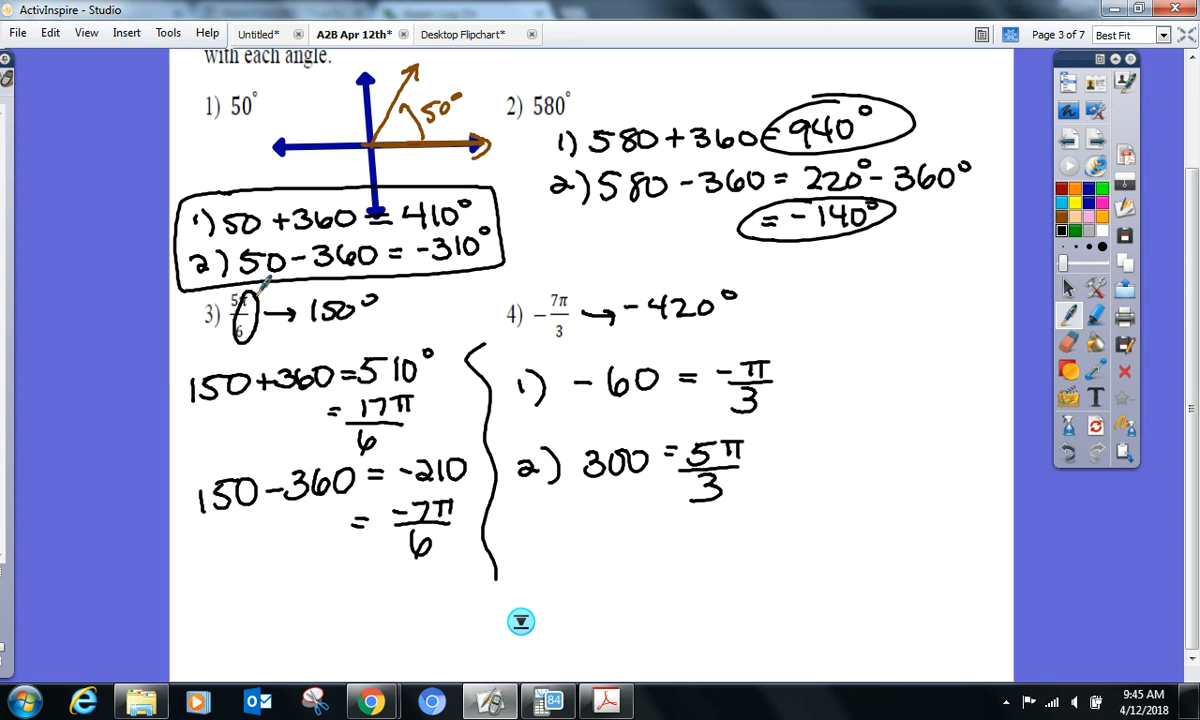 ActivInspire - Studio
File Edit View Insert Tools Help
Untitled* A2B Apr 12th* Desktop Flipchart*
Page 3 of 7 Best Fit
with each angle.
1) 50°
50°
1) 50 + 360 = 410°
2) 50 - 360 = -310°
2) 580°
1) 580 + 360 = 940°
2) 580 - 360 = 220° - 360°
= -140°
3) 5π/6 → 150°
150 + 360 = 510°
= 17π/6
150 - 360 = -210
= -7π/6
4) - 7π/3 → -420°
1) - 60 = -π/3
2) 300 = 5π/3
84
9:45 AM
4/12/2018